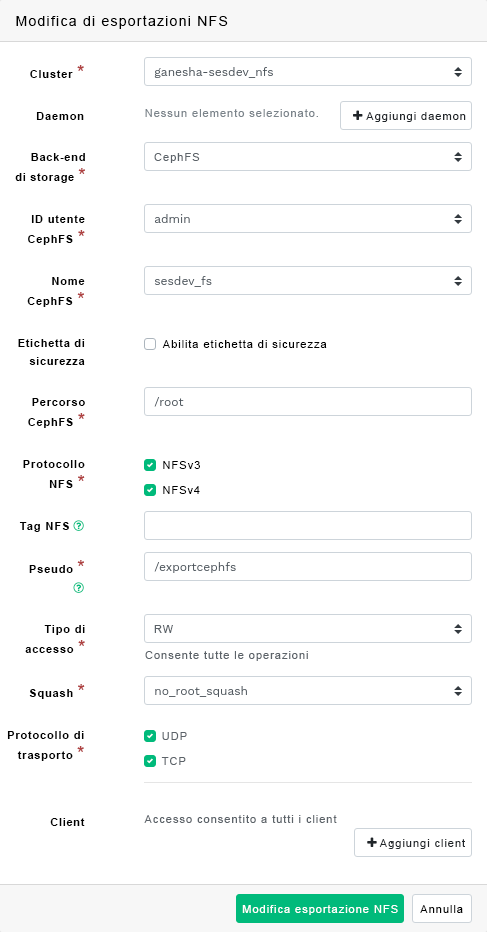 Modifica di esportazioni NFS
Cluster *
ganesha-sesdev_nfs
Daemon
Nessun elemento selezionato.
Aggiungi daemon
Back-end
di storage *
CephFS
ID utente
CephFS *
admin
Nome
CephFS *
sesdev_fs
Etichetta di
sicurezza
Abilita etichetta di sicurezza
Percorso
CephFS *
/root
Protocollo
NFS *
NFSv3
NFSv4
Tag NFS
Pseudo *
/exportcephfs
Tipo di
accesso *
RW
Consente tutte le operazioni
Squash *
no_root_squash
Protocollo di
trasporto *
UDP
TCP
Client
Accesso consentito a tutti i client
Aggiungi client
Modifica esportazione NFS
Annulla